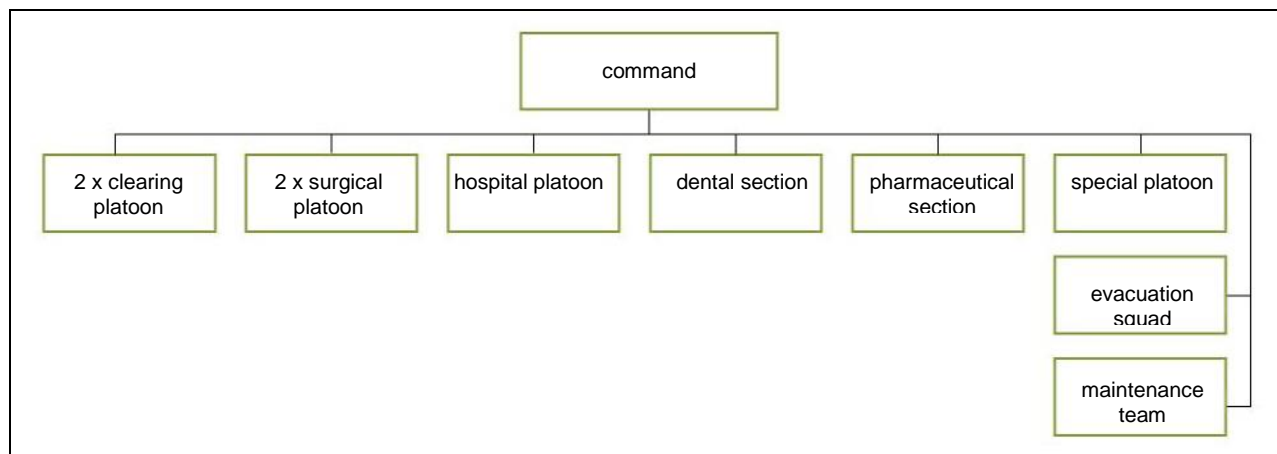 command
2 x clearing
platoon
2 x surgical
platoon
hospital platoon
dental section
pharmaceutical
section
special platoon
evacuation
squad
maintenance
team